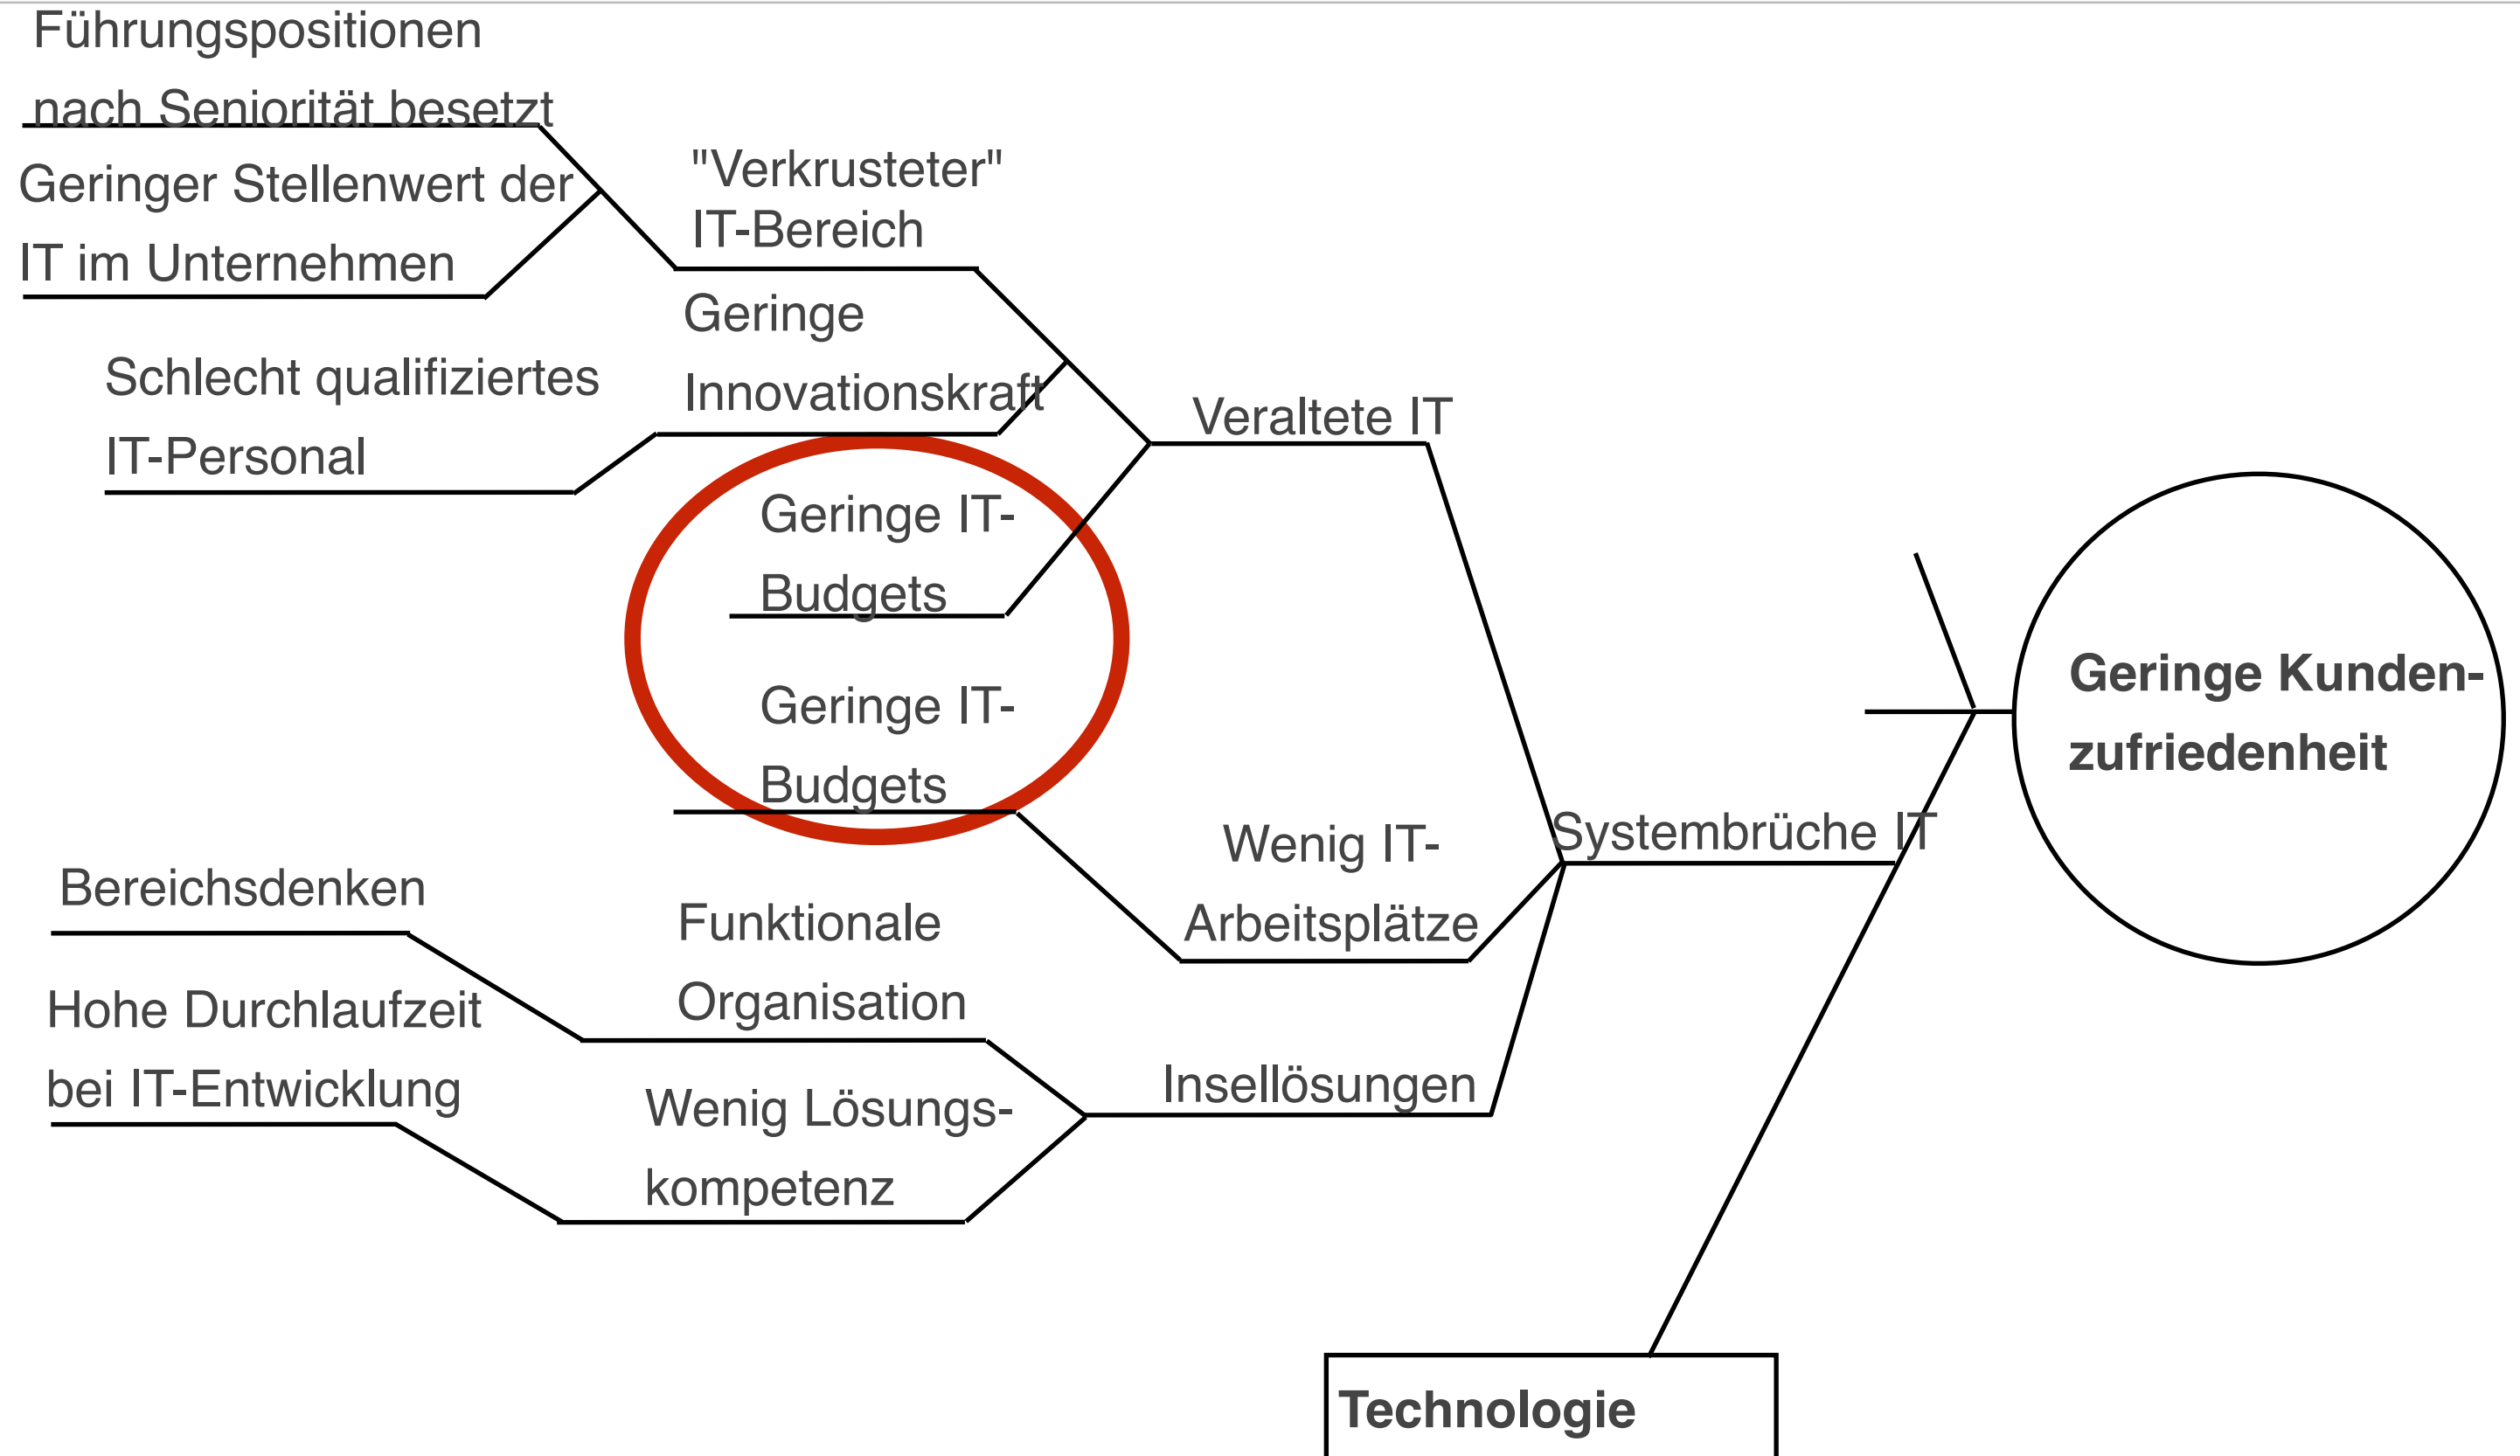 Führungspositionen
nach Seniorität besetzt
Geringer Stellenwert der
IT im Unternehmen
"Verkrusteter"
IT-Bereich
Geringe
Innovationskraft
Schlecht qualifiziertes
IT-Personal
Veraltete IT
Geringe IT-
Budgets
Geringe IT-
Budgets
Geringe Kunden-
zufriedenheit
Systembrüche IT
Wenig IT-
Arbeitsplätze
Bereichsdenken
Funktionale
Organisation
Hohe Durchlaufzeit
bei IT-Entwicklung
Insellösungen
Wenig Lösungs-
kompetenz
Technologie